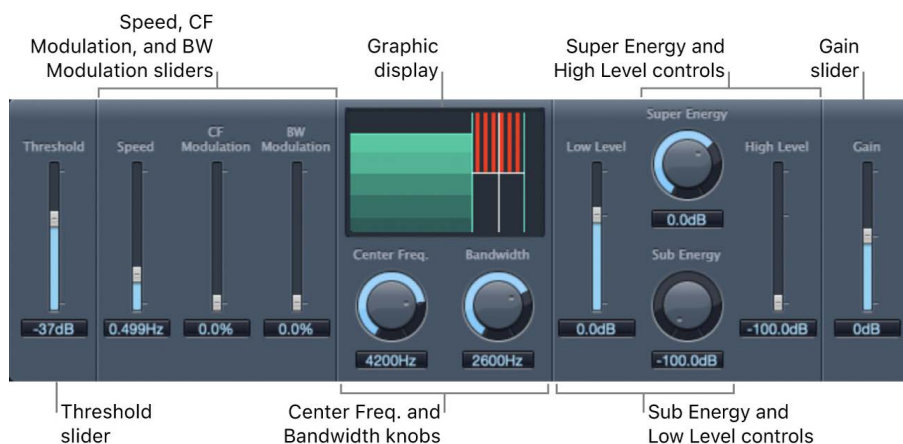 Speed, CF
Modulation, and BW
Modulation sliders
Graphic
display
Super Energy and
High Level controls
Gain
slider
Threshold
Speed
CF
Modulation
BW
Modulation
Low Level
Super Energy
High Level
Gain
0.0dB
Center Freq.
Bandwidth
Sub Energy
-37dB
0.499Hz
0.0%
0.0%
4200Hz
2600Hz
0.0dB
-100.0dB
-100.0dB
0dB
Threshold
slider
Center Freq. and
Bandwidth knobs
Sub Energy and
Low Level controls